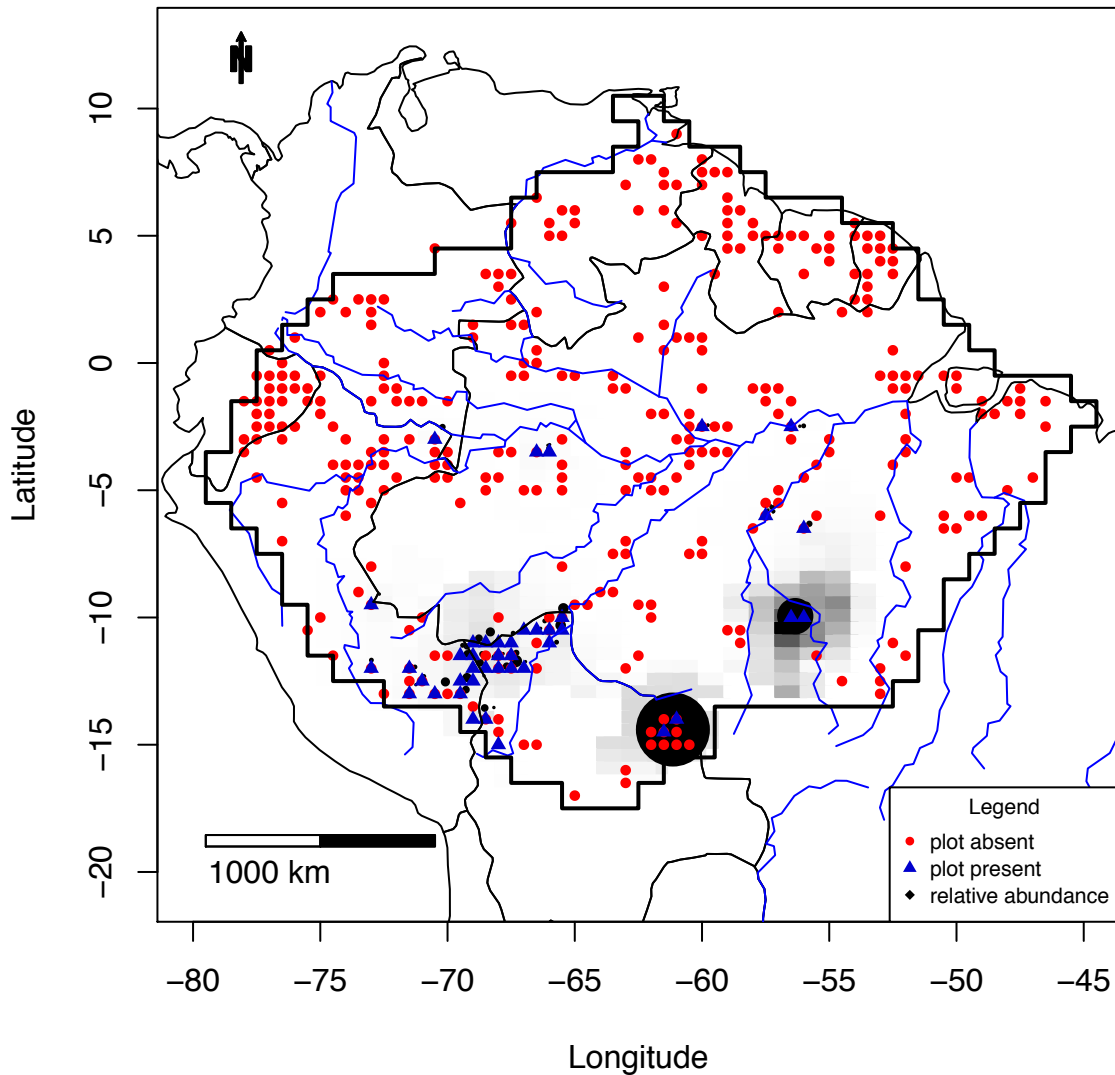 N
10
5
0
−5
−10
−15
−20
Latitude
1000 km
Legend
plot absent
plot present
relative abundance
−80
−75
−70
−65
−60
−55
−50
−45
Longitude